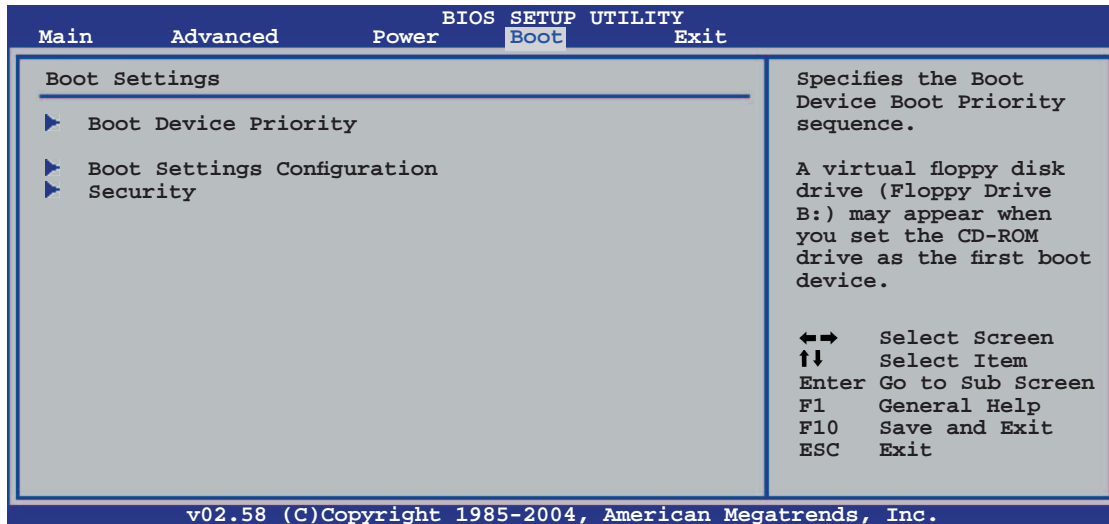 BIOS SETUP UTILITY
Main Advanced Power Boot Exit
Boot Settings
Boot Device Priority
Boot Settings Configuration
Security
Specifies the Boot
Device Boot Priority
sequence.
A virtual floppy disk
drive (Floppy Drive
B:) may appear when
you set the CD-ROM
drive as the first boot
device.
←→ Select Screen
↑↓ Select Item
Enter Go to Sub Screen
F1 General Help
F10 Save and Exit
ESC Exit
v02.58 (C)Copyright 1985-2004, American Megatrends, Inc.